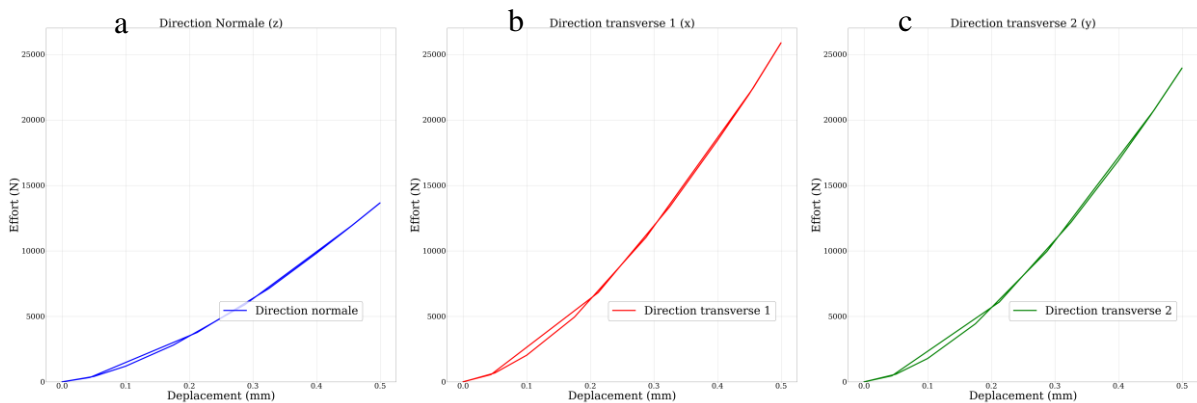 a
Direction Normale (z)
25000
20000
15000
10000
5000
0
Effort (N)
Direction normale
0.0 0.1 0.2 0.3 0.4 0.5
Deplacement (mm)
b
Direction transverse 1 (x)
25000
20000
15000
10000
5000
0
Effort (N)
Direction transverse 1
0.0 0.1 0.2 0.3 0.4 0.5
Deplacement (mm)
c
Direction transverse 2 (y)
25000
20000
15000
10000
5000
0
Effort (N)
Direction transverse 2
0.0 0.1 0.2 0.3 0.4 0.5
Deplacement (mm)